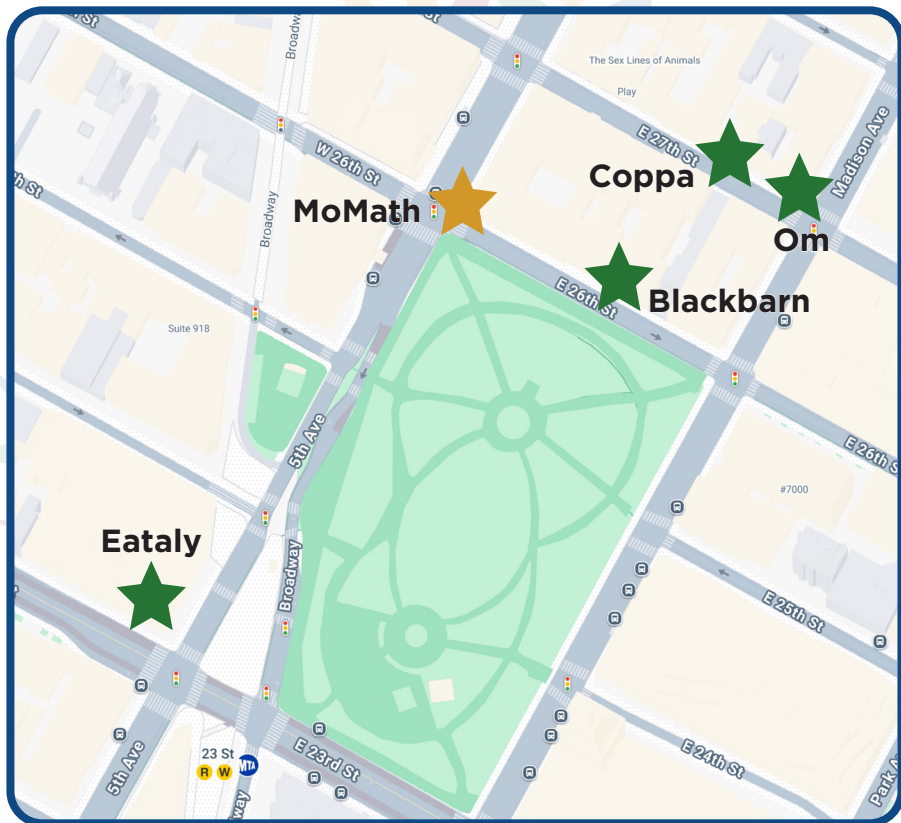 Broadway
The Sex Lines of Animals
Play
E 27th St
Coppa
Madison Ave
W 26th St
MoMath
Om
Broadway
E 26th St
Blackbarn
Suite 918
5th Ave
E 26th St
#7000
Eataly
Broadway
E 25th St
23 St
R W MTA
E 23rd St
5th Ave
E 24th St